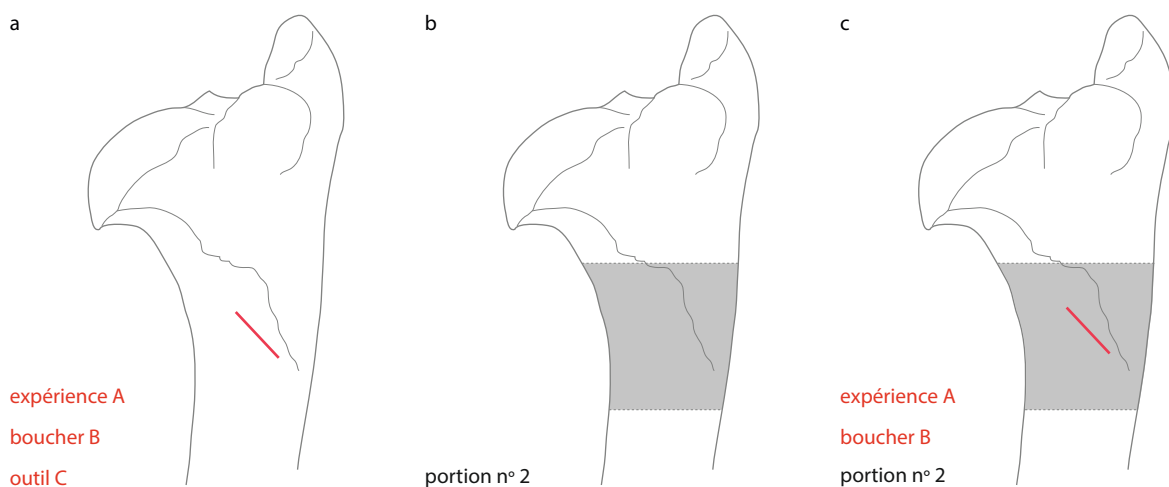 a
expérience A
boucher B
outil C
b
portion nº 2
c
expérience A
boucher B
portion nº 2